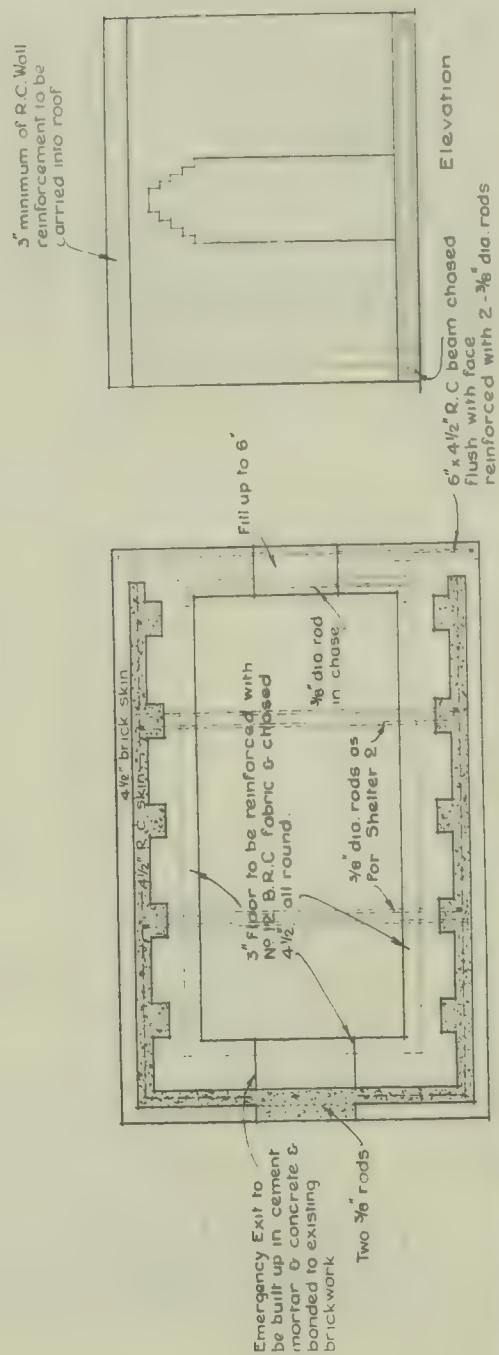 3" minimum of R.C. Wall
reinforcement to be
carried into roof
Elevation
6" x 4½" R.C beam chased
flush with face
reinforced with 2 - ⅜" dia. rods
Fill up to 6"
4½" brick skin
4½" R.C skin
⅜" dia rod
in chase
3" Floor to be reinforced with
No 12 B.R.C fabric & chased
4½" all round.
⅜" dia. rods as
for Shelter 2
Emergency Exit to
be built up in cement
mortar & concrete &
bonded to existing
brickwork
Two ⅜" rods